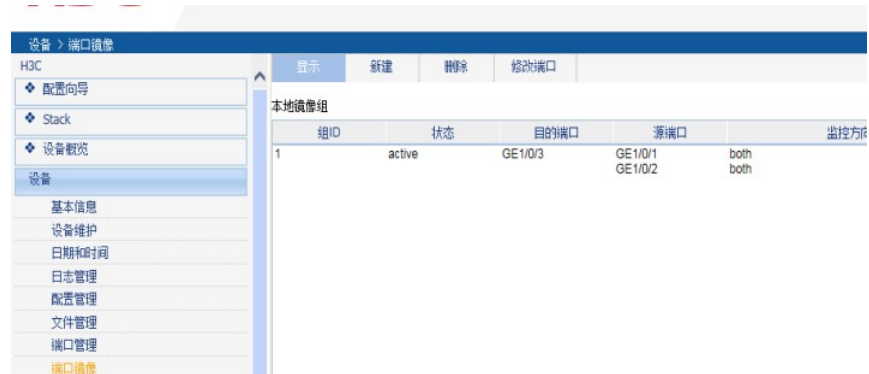 设备 > 端口镜像
H3C
显示 新建 删除 修改端口
配置向导
Stack
设备概览
设备
基本信息
设备维护
日期和时间
日志管理
配置管理
文件管理
端口管理
端口镜像
本地镜像组
组ID 状态 目的端口 源端口 监控方向
1 active GE1/0/3 GE1/0/1 both
GE1/0/2 both